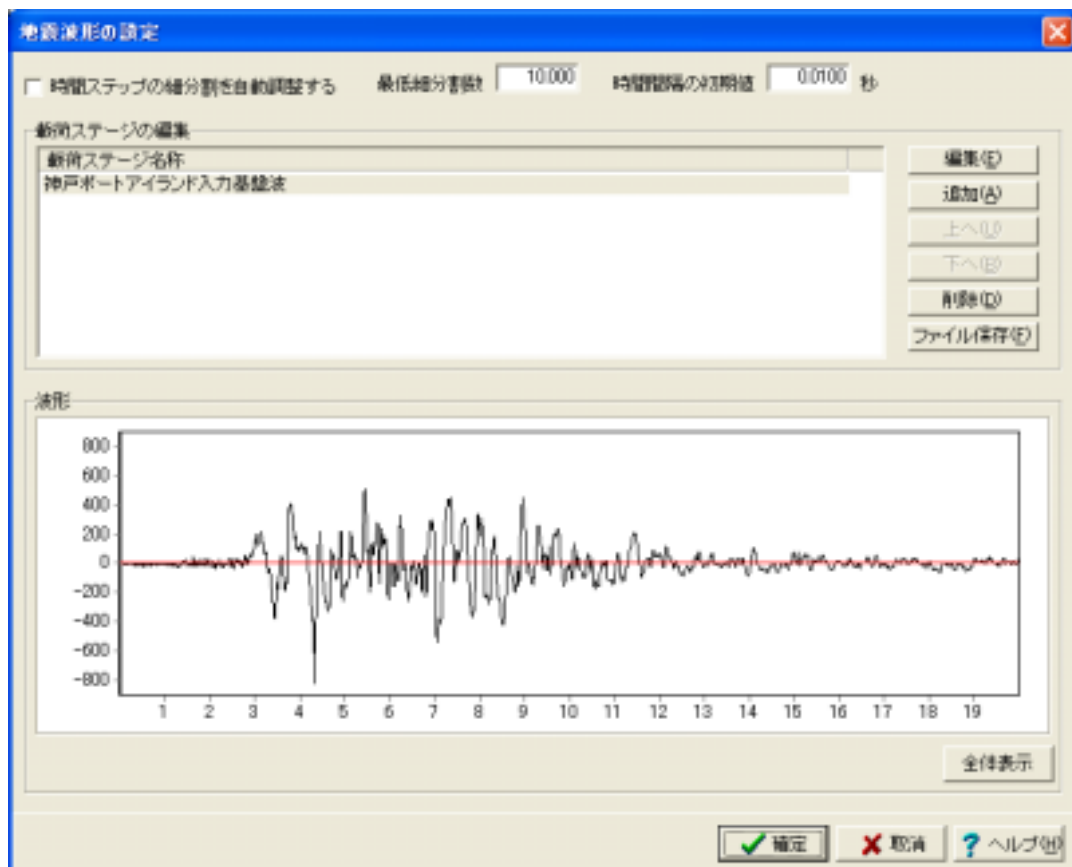 地震波形の設定
時間ステップの細分割を自動調整する 最低細分割数 10.000 時間間隔の初期値 0.0100 秒
載荷ステージの編集
載荷ステージ名称
神戸ポートアイランド入力基盤波
編集(E)
追加(A)
上へ(U)
下へ(B)
削除(D)
ファイル保存(F)
波形
800
600
400
200
0
-200
-400
-600
-800
1 2 3 4 5 6 7 8 9 10 11 12 13 14 15 16 17 18 19
全体表示
確定 取消 ? ヘルプ(H)